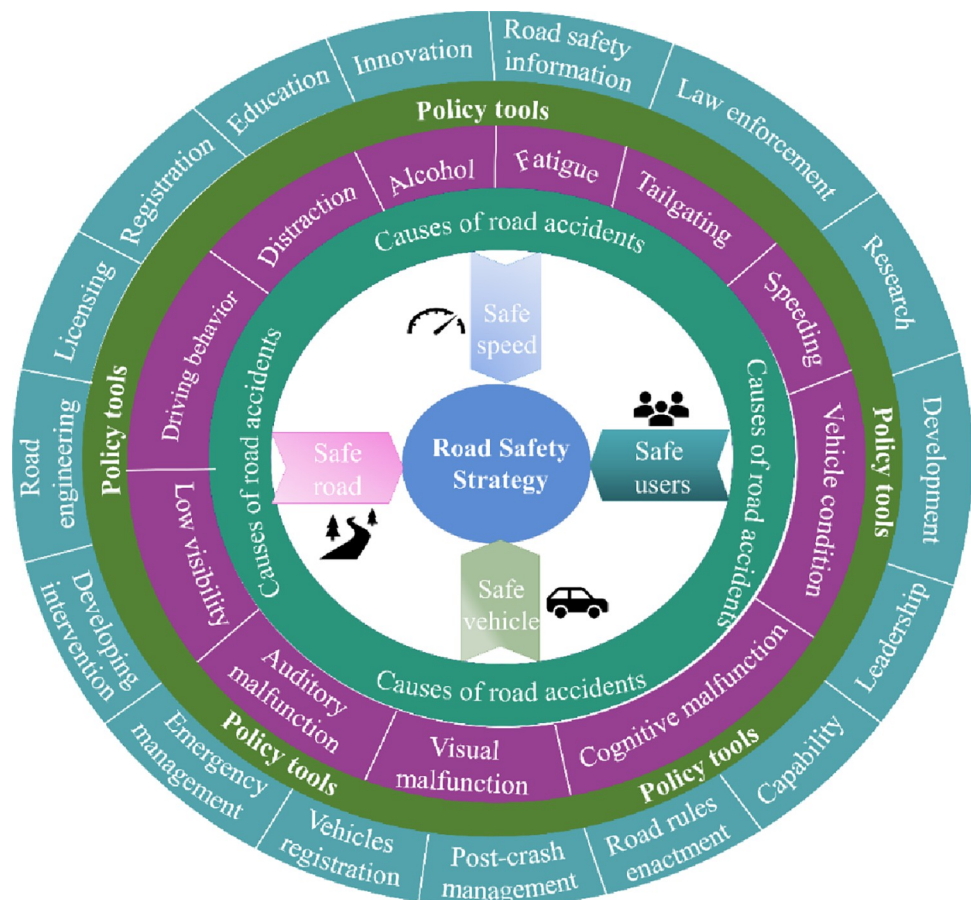 Innovation
Road safety
information
Law enforcement
Research
Development
Leadership
Capability
Road rules
enactment
Post-crash
management
Vehicles
registration
Emergency
management
Developing
intervention
Road
engineering
Licensing
Registration
Education
Policy tools
Policy tools
Policy tools
Policy tools
Policy tools
Alcohol
Fatigue
Tailgating
Speeding
Vehicle condition
Cognitive malfunction
Visual
malfunction
Auditory
malfunction
Low visibility
Driving behavior
Distraction
Causes of road accidents
Causes of road accidents
Causes of road accidents
Causes of road accidents
Safe
speed
Safe
users
Safe
vehicle
Safe
road
Road Safety
Strategy